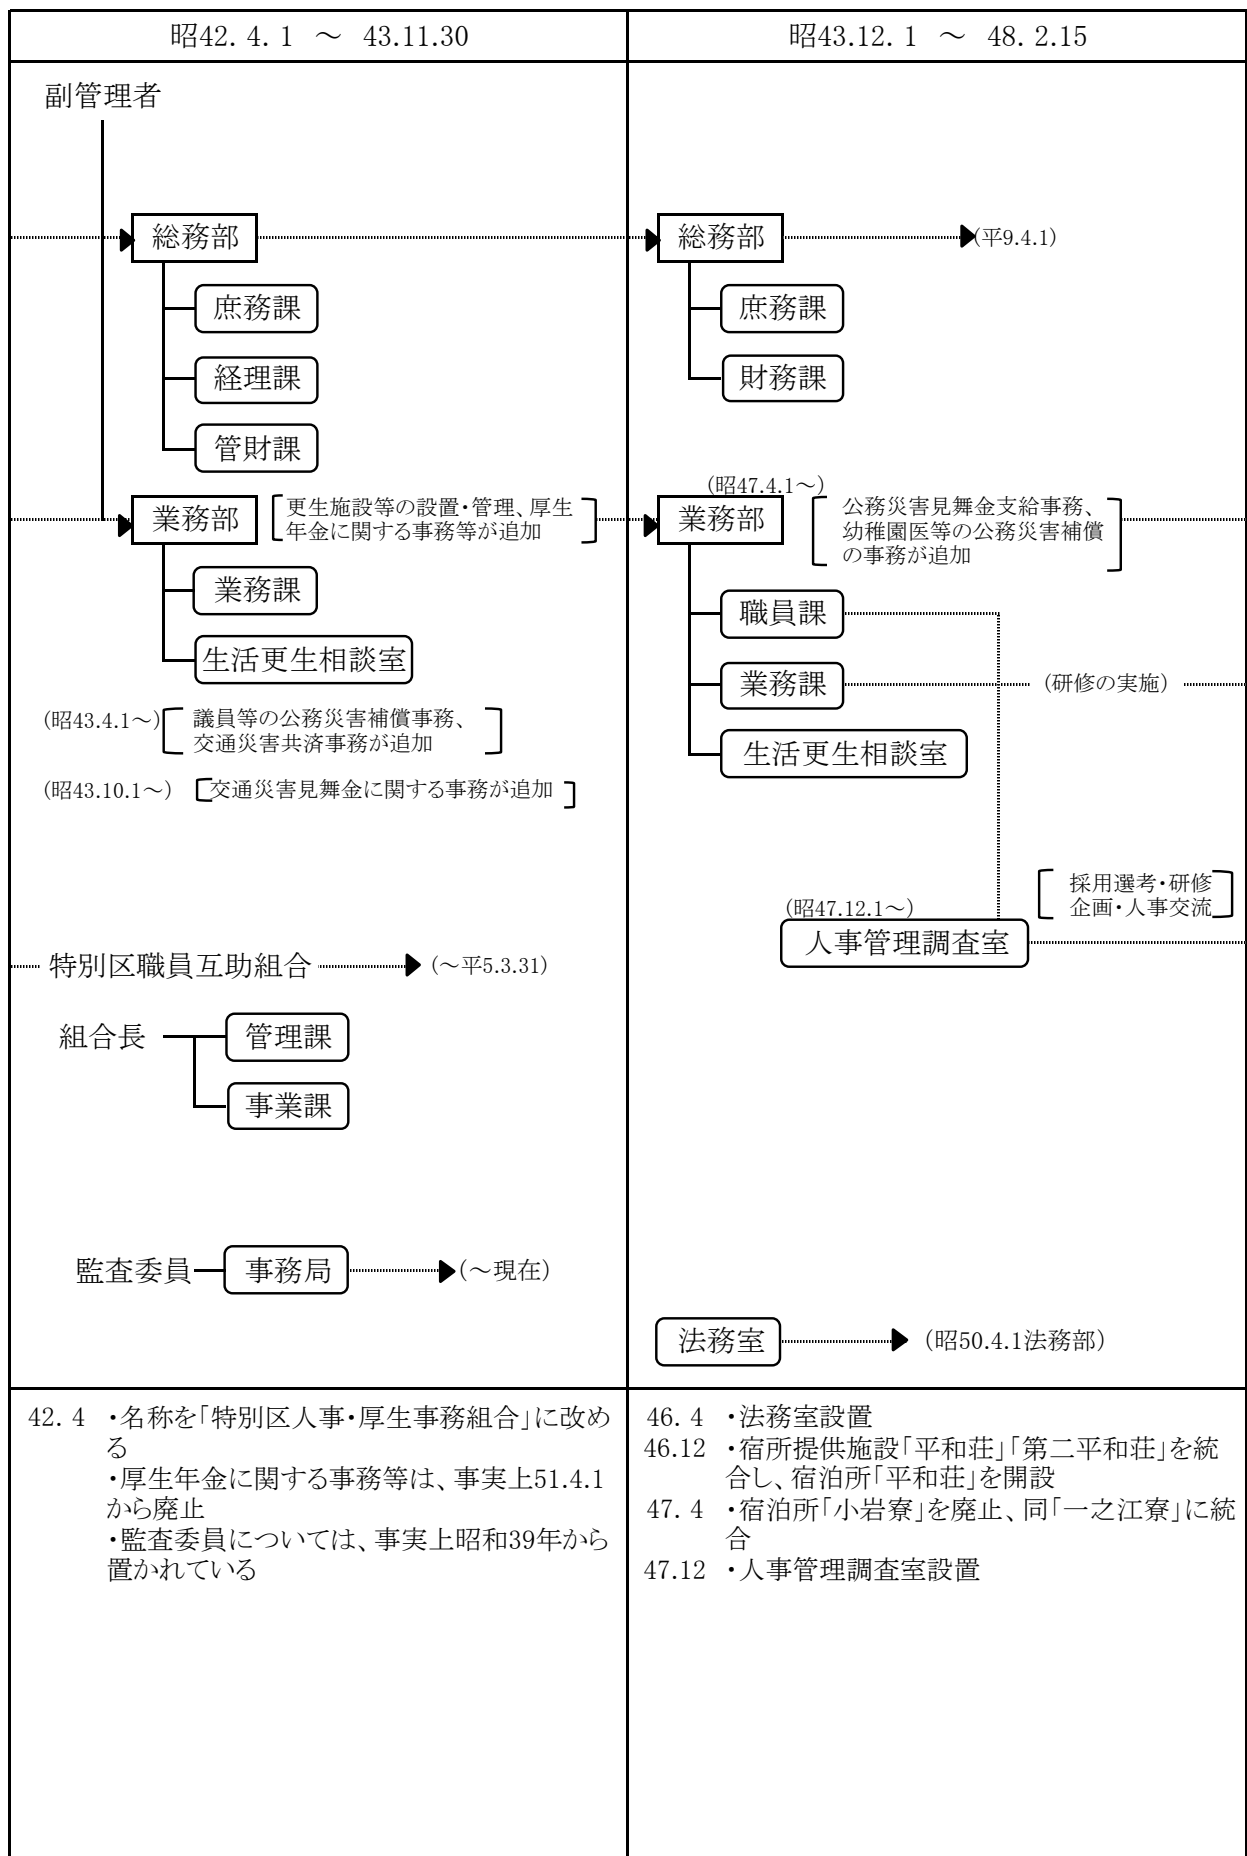 昭42. 4. 1 ～ 43.11.30
副管理者
総務部
庶務課
経理課
管財課
業務部
更生施設等の設置・管理、厚生
年金に関する事務等が追加
業務課
生活更生相談室
(昭43.4.1～)
議員等の公務災害補償事務、
交通災害共済事務が追加
(昭43.10.1～)
交通災害見舞金に関する事務が追加
特別区職員互助組合
(～平5.3.31)
組合長
管理課
事業課
監査委員
事務局
(～現在)
42. 4 ・名称を「特別区人事・厚生事務組合」に改め
る
・厚生年金に関する事務等は、事実上51.4.1
から廃止
・監査委員については、事実上昭和39年から
置かれている
昭43.12. 1 ～ 48. 2.15
総務部
(平9.4.1)
庶務課
財務課
(昭47.4.1～)
業務部
公務災害見舞金支給事務、
幼稚園医等の公務災害補償
の事務が追加
職員課
業務課
(研修の実施)
生活更生相談室
採用選考・研修
企画・人事交流
(昭47.12.1～)
人事管理調査室
法務室
(昭50.4.1法務部)
46. 4 ・法務室設置
46.12 ・宿所提供施設「平和荘」「第二平和荘」を統
合し、宿泊所「平和荘」を開設
47. 4 ・宿泊所「小岩寮」を廃止、同「一之江寮」に統
合
47.12 ・人事管理調査室設置